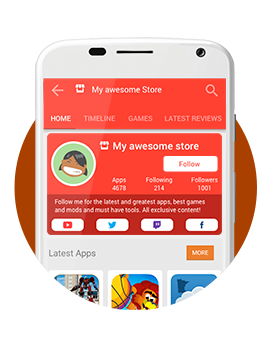 My awesome Store
HOME TIMELINE GAMES LATEST REVIEWS
My awesome store
Follow
Apps Following Followers
4678 214 1001
Follow me for the latest and greatest apps, best games
and mods and must have tools. All exclusive content!
Latest Apps MORE